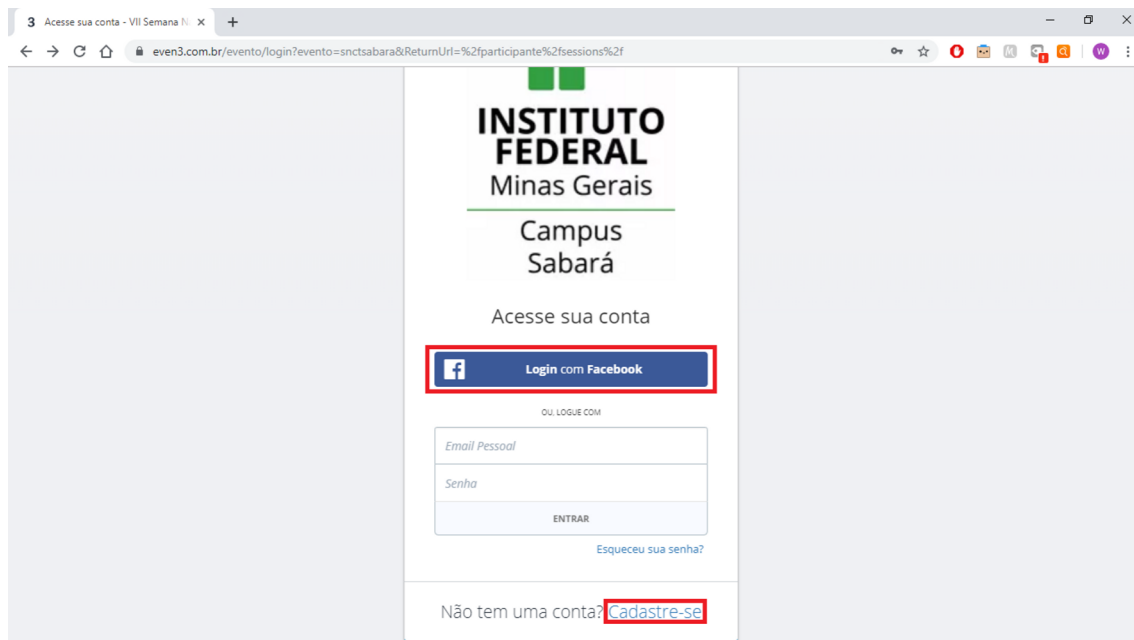 3 Acesse sua conta - VII Semana N
even3.com.br/evento/login?evento=snctsabara&ReturnUrl=%2fparticipante%2fsessions%2f
W
INSTITUTO
FEDERAL
Minas Gerais
Campus
Sabará
Acesse sua conta
Login com Facebook
OU, LOGUE COM
Email Pessoal
Senha
ENTRAR
Esqueceu sua senha?
Não tem uma conta? Cadastre-se